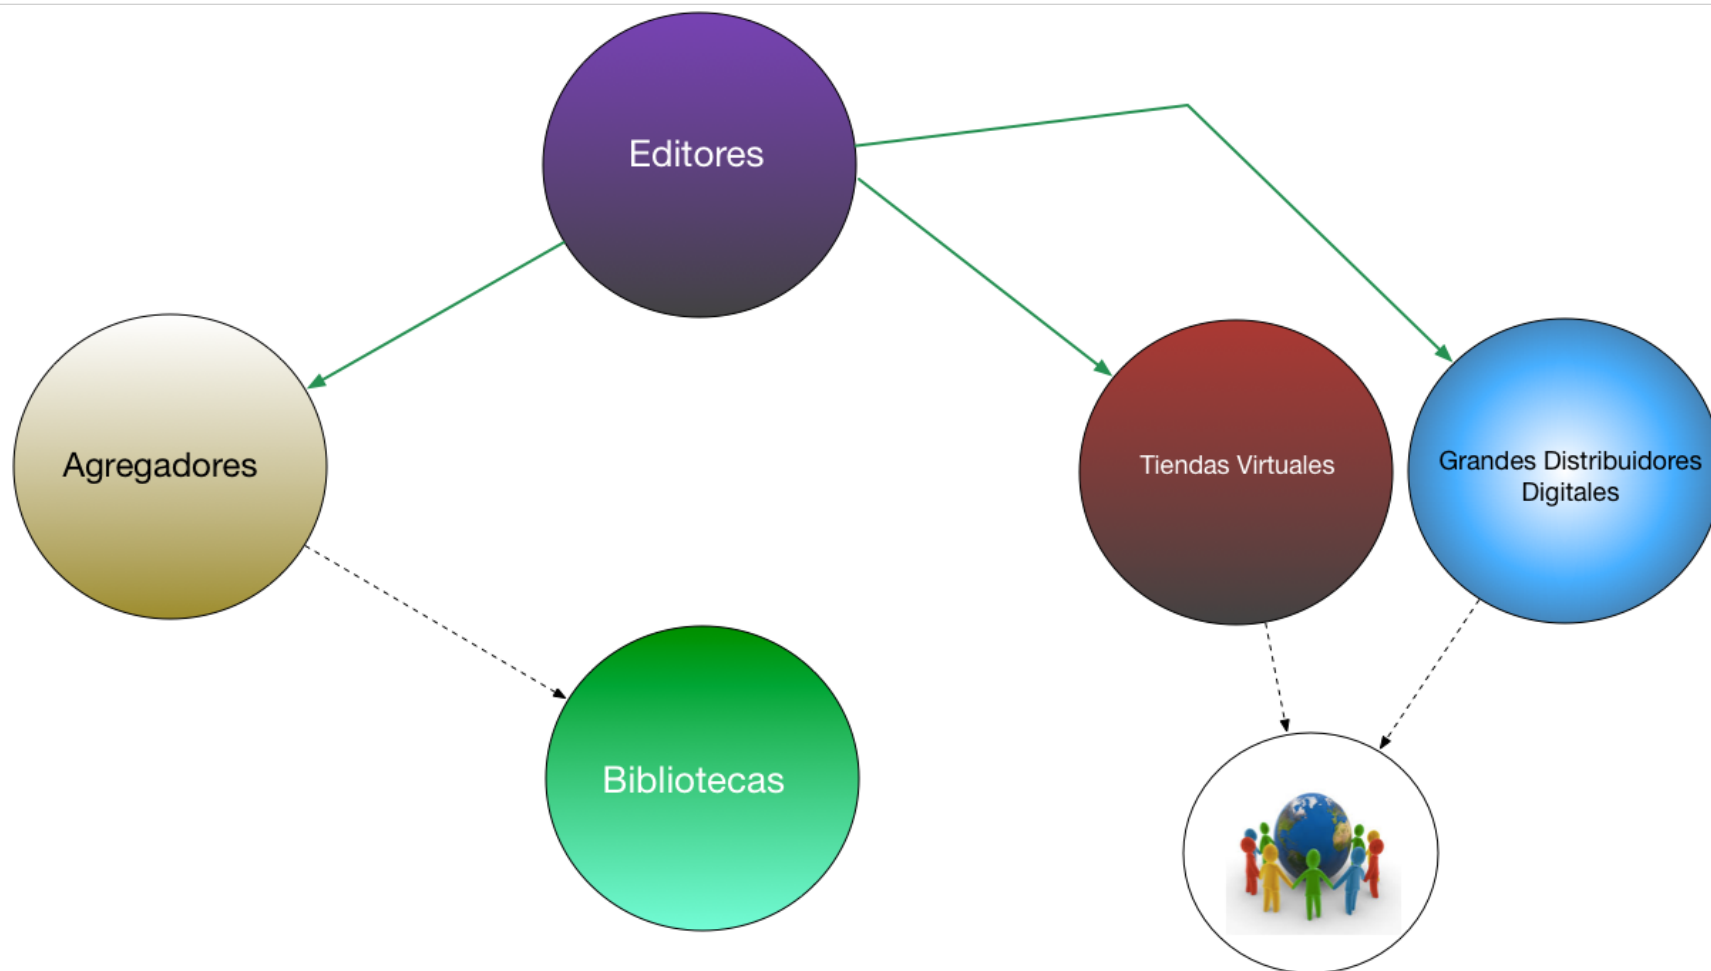 Editores
Agregadores
Tiendas Virtuales
Grandes Distribuidores
Digitales
Bibliotecas